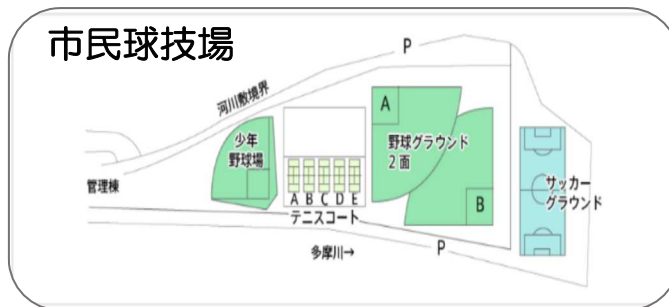 市民球技場
P
河川敷境界
A
少年
野球場
野球グラウンド
2面
サッカー
グラウンド
管理棟
A B C D E
B
テニスコート
多摩川→
P